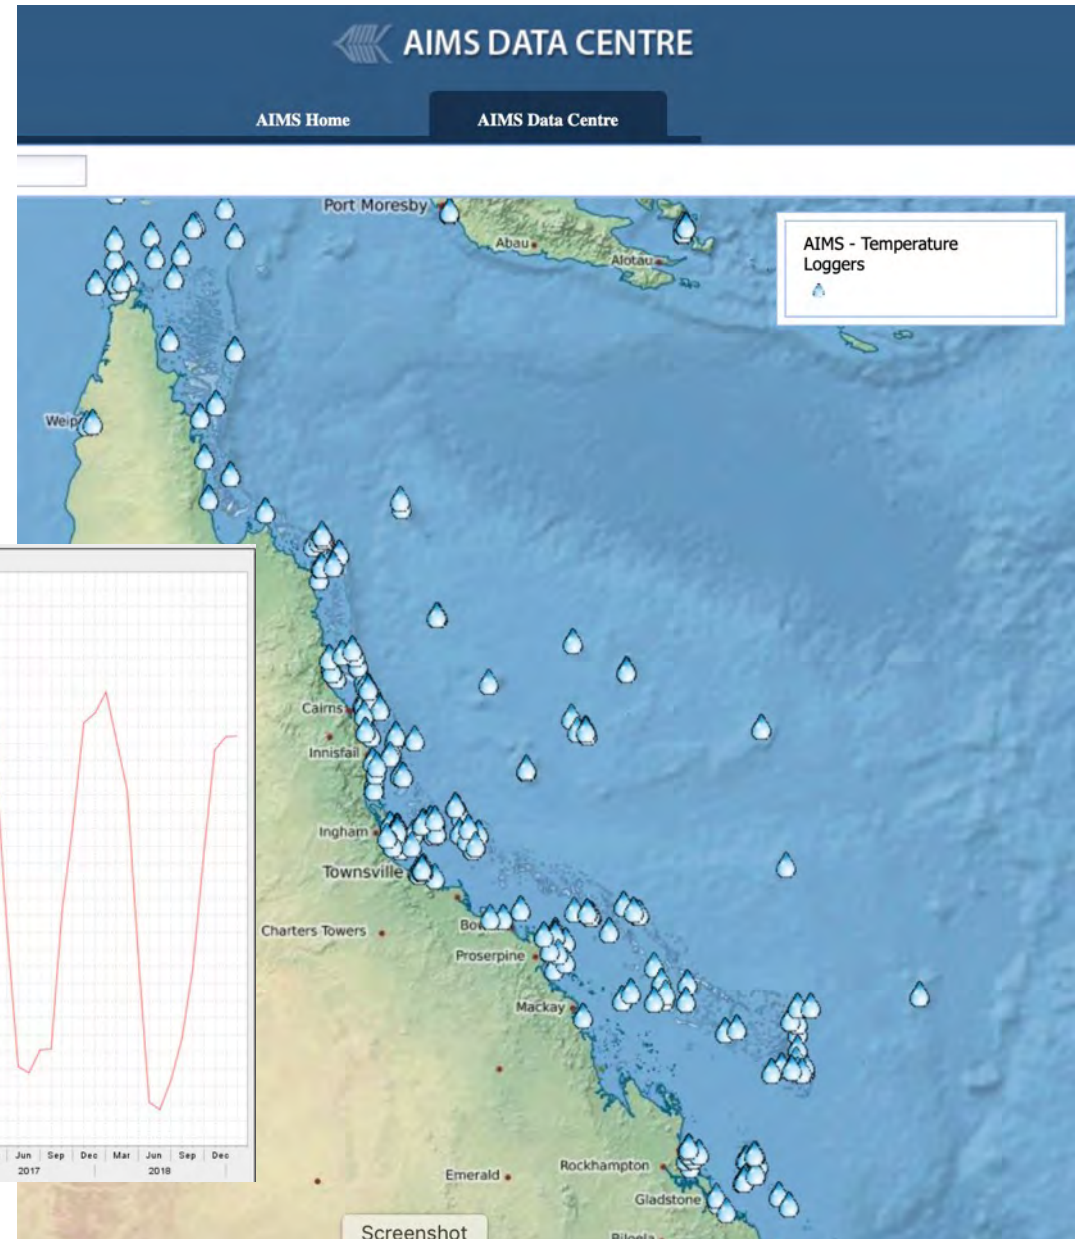 AIMS DATA CENTRE
AIMS Home
AIMS Data Centre
Port Moresby
Abau
Alotau
AIMS - Temperature
Loggers
Cairns
Innisfail
Ingham
Townsville
Charters Towers
Proserpine
Mackay
Jun Sep Dec Mar Jun Sep Dec
2017 2018
Emerald
Rockhampton
Gladstone
Screenshot